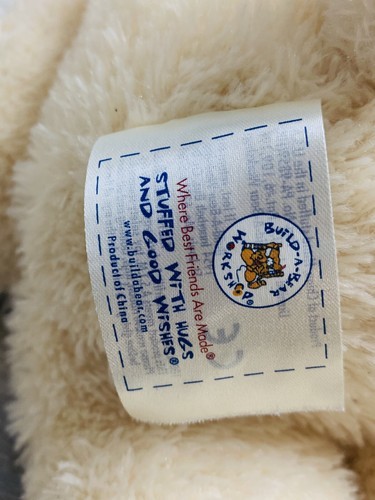 BUILD-A-BEAR
WORKSHOP®
Where Best Friends Are Made®
STUFFED WITH HUGS
AND GOOD WISHES®
www.buildabear.com
Product of China